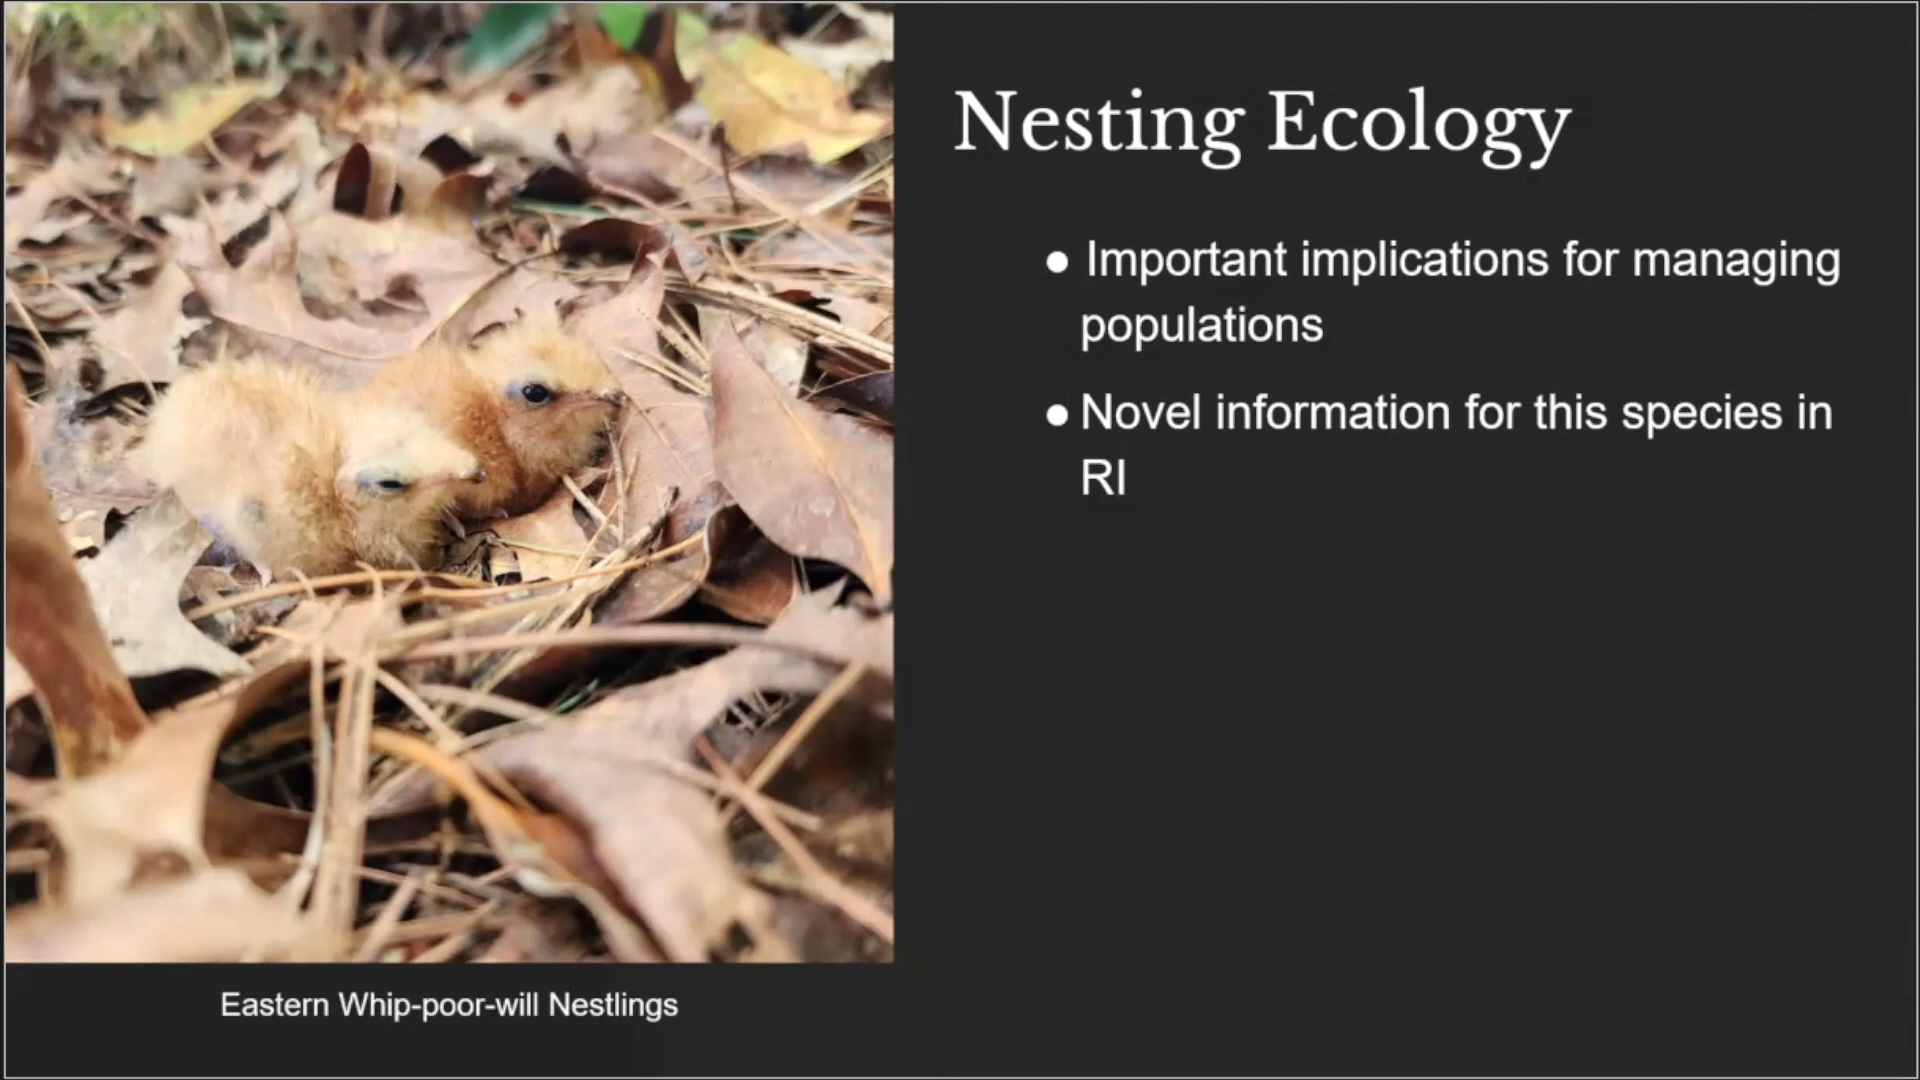 Nesting Ecology
● Important implications for managing
populations
● Novel information for this species in
RI
Eastern Whip-poor-will Nestlings